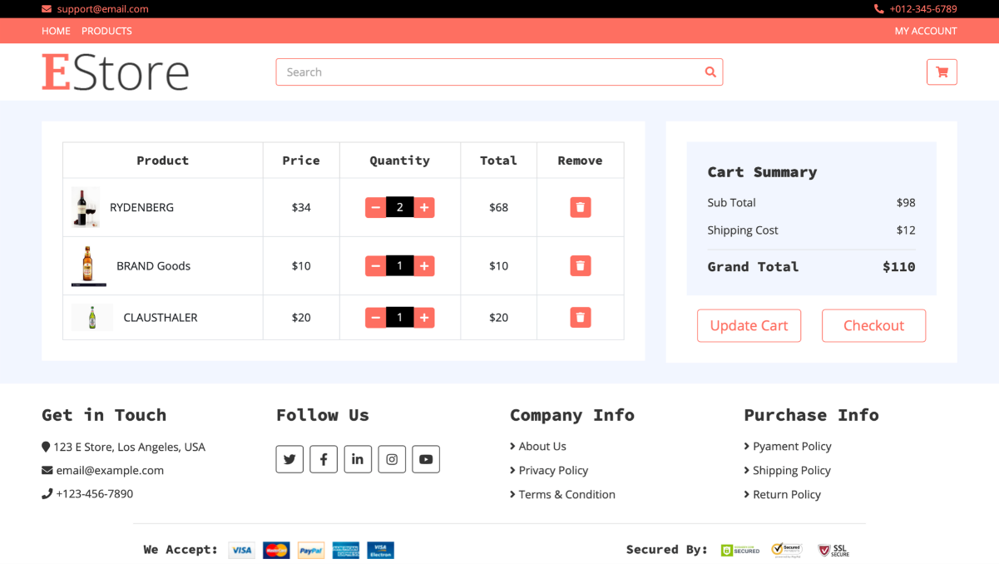 support@email.com +012-345-6789
HOME PRODUCTS MY ACCOUNT
EStore Search
Product Price Quantity Total Remove
RYDENBERG $34 2 $68
BRAND Goods $10 1 $10
CLAUSTHALER $20 1 $20
Cart Summary
Sub Total $98
Shipping Cost $12
Grand Total $110
Update Cart Checkout
Get in Touch
123 E Store, Los Angeles, USA
email@example.com
+123-456-7890
Follow Us
Company Info
About Us
Privacy Policy
Terms & Condition
Purchase Info
Pyament Policy
Shipping Policy
Return Policy
We Accept: VISA MasterCard PayPal AMERICAN EXPRESS VISA Electron
Secured By: SECURED Secured SSL SECURE